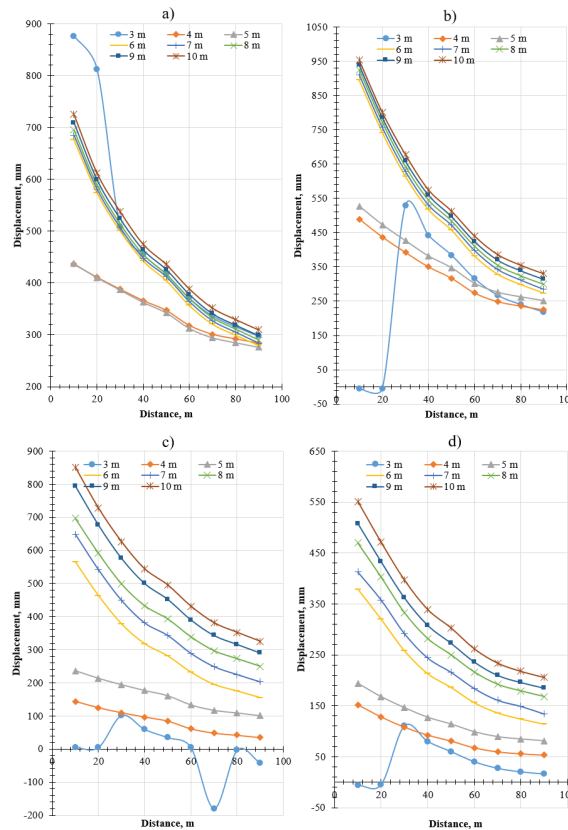 a)
3 m 4 m 5 m
6 m 7 m 8 m
9 m 10 m
Displacement, mm
900
800
700
600
500
400
300
200
0 20 40 60 80 100
Distance, m
b)
3 m 4 m 5 m
6 m 7 m 8 m
9 m 10 m
Displacement, mm
1050
950
850
750
650
550
450
350
250
150
50
-50
0 20 40 60 80 100
Distance, m
c)
3 m 4 m 5 m
6 m 7 m 8 m
9 m 10 m
Displacement, mm
900
800
700
600
500
400
300
200
100
0
-100
-200
0 20 40 60 80 100
Distance, m
d)
3 m 4 m 5 m
6 m 7 m 8 m
9 m 10 m
Displacement, mm
650
550
450
350
250
150
50
-50
0 20 40 60 80 100
Distance, m